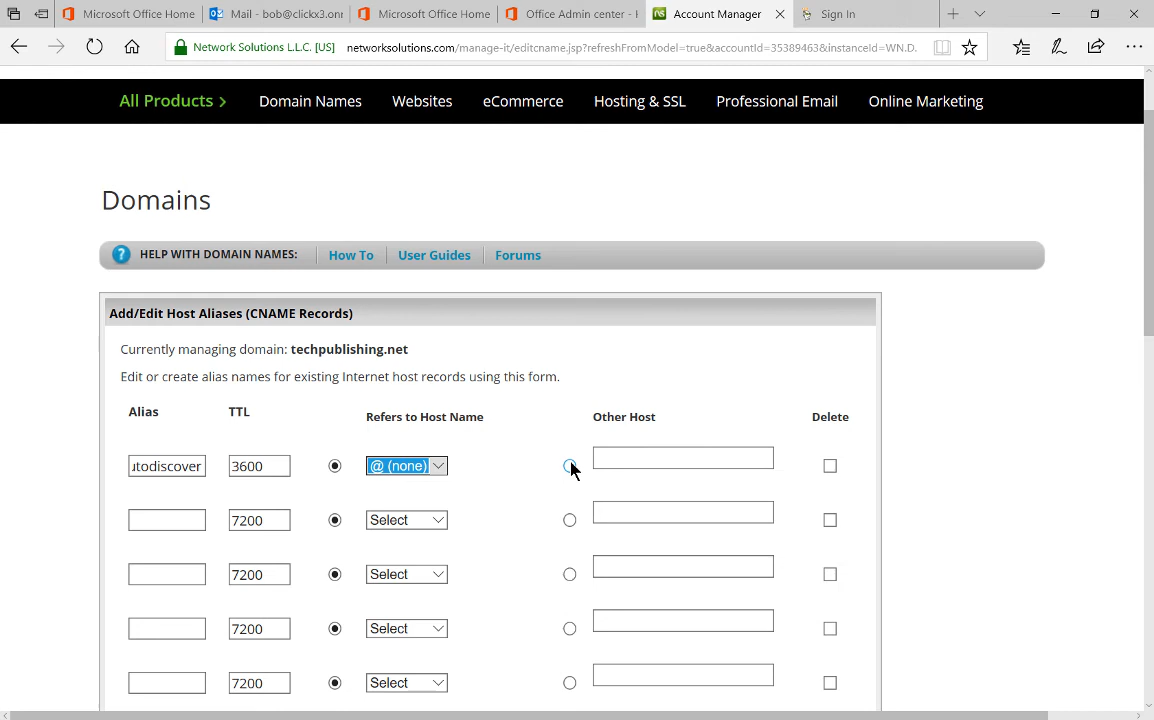 Microsoft Office Home
Mail - bob@clickx3.onr
Microsoft Office Home
Office Admin center - H
Account Manager
Sign In
Network Solutions L.L.C. [US]
networksolutions.com/manage-it/editcname.jsp?refreshFromModel=true&accountId=35389463&instanceId=WN.D.
All Products >
Domain Names
Websites
eCommerce
Hosting & SSL
Professional Email
Online Marketing
Domains
? HELP WITH DOMAIN NAMES:
How To
User Guides
Forums
Add/Edit Host Aliases (CNAME Records)
Currently managing domain: techpublishing.net
Edit or create alias names for existing Internet host records using this form.
Alias
TTL
Refers to Host Name
Other Host
Delete
utodiscover
3600
@ (none)
7200
Select
7200
Select
7200
Select
7200
Select